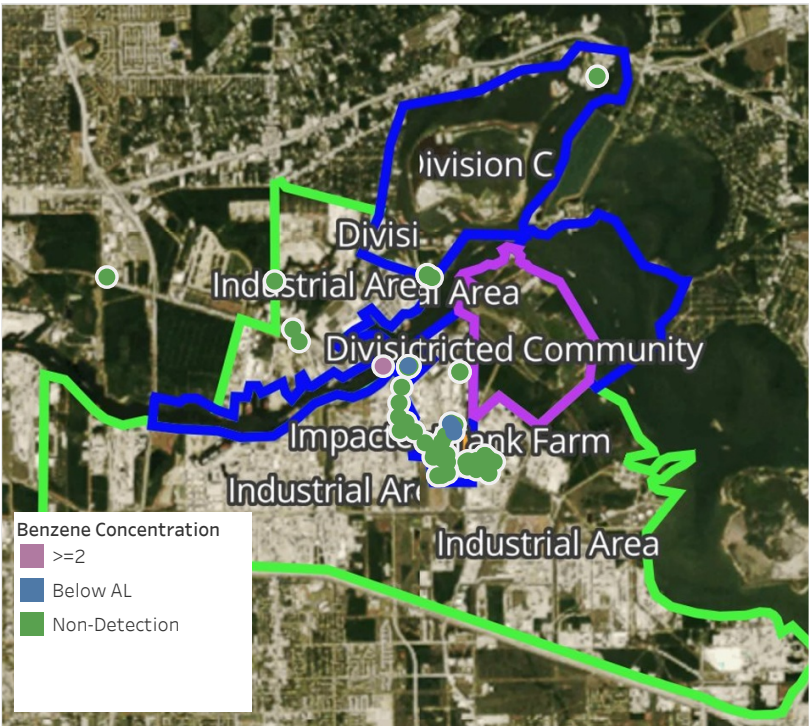 Division C
Divisi
Industrial Area
l Area
Divisi
tricted Community
Impacte
ank Farm
Industrial Are
Industrial Area
Benzene Concentration
>=2
Below AL
Non-Detection